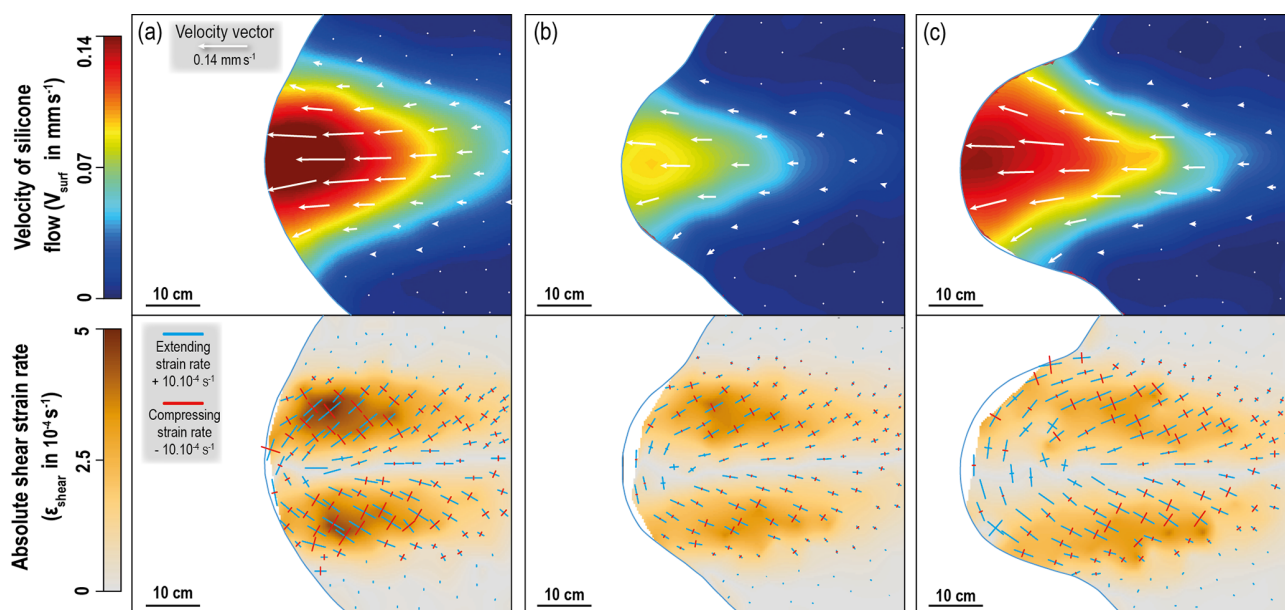 Velocity of silicone
flow (V surf in mm s-1)
0.14
0.07
0
(a)
Velocity vector
0.14 mm s-1
10 cm
(b)
10 cm
(c)
10 cm
Absolute shear strain rate
(ε shear in 10-4 s-1)
5
2.5
0
Extending
strain rate
+ 10.10-4 s-1
Compressing
strain rate
- 10.10-4 s-1
10 cm
10 cm
10 cm